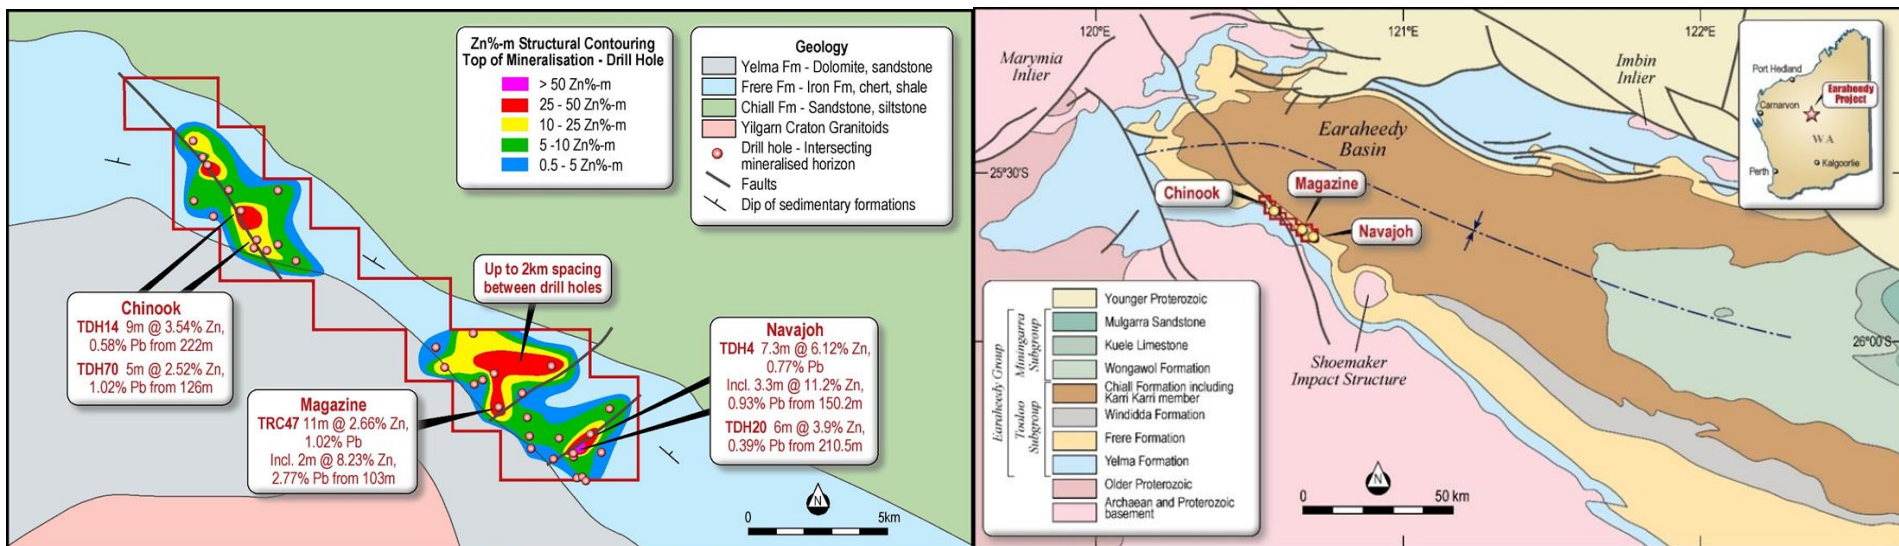 Zn%-m Structural Contouring
Top of Mineralisation - Drill Hole
> 50 Zn%-m
25 - 50 Zn%-m
10 - 25 Zn%-m
5 -10 Zn%-m
0.5 - 5 Zn%-m
Geology
Yelma Fm - Dolomite, sandstone
Frere Fm - Iron Fm, chert, shale
Chiall Fm - Sandstone, siltstone
Yilgarn Craton Granitoids
Drill hole - Intersecting
mineralised horizon
Faults
Dip of sedimentary formations
Up to 2km spacing
between drill holes
Chinook
TDH14 9m @ 3.54% Zn,
0.58% Pb from 222m
TDH70 5m @ 2.52% Zn,
1.02% Pb from 126m
Magazine
TRC47 11m @ 2.66% Zn,
1.02% Pb
Incl. 2m @ 8.23% Zn,
2.77% Pb from 103m
Navajoh
TDH4 7.3m @ 6.12% Zn,
0.77% Pb
Incl. 3.3m @ 11.2% Zn,
0.93% Pb from 150.2m
TDH20 6m @ 3.9% Zn,
0.39% Pb from 210.5m
N
0 5km
120°E
121°E
122°E
Marymia
Inlier
Imbin
Inlier
Earaheedy
Basin
25°30'S
26°00'S
Chinook
Magazine
Navajoh
Shoemaker
Impact Structure
Port Hedland
Carnarvon
Earaheedy
Project
WA
Kalgoorlie
Perth
Earaheedy Group
Miningarra
Subgroup
Tooloo
Subgroup
Younger Proterozoic
Mulgarra Sandstone
Kuele Limestone
Wongawol Formation
Chiall Formation including
Karri Karri member
Windidda Formation
Frere Formation
Yelma Formation
Older Proterozoic
Archaean and Proterozoic
basement
N
0 50 km